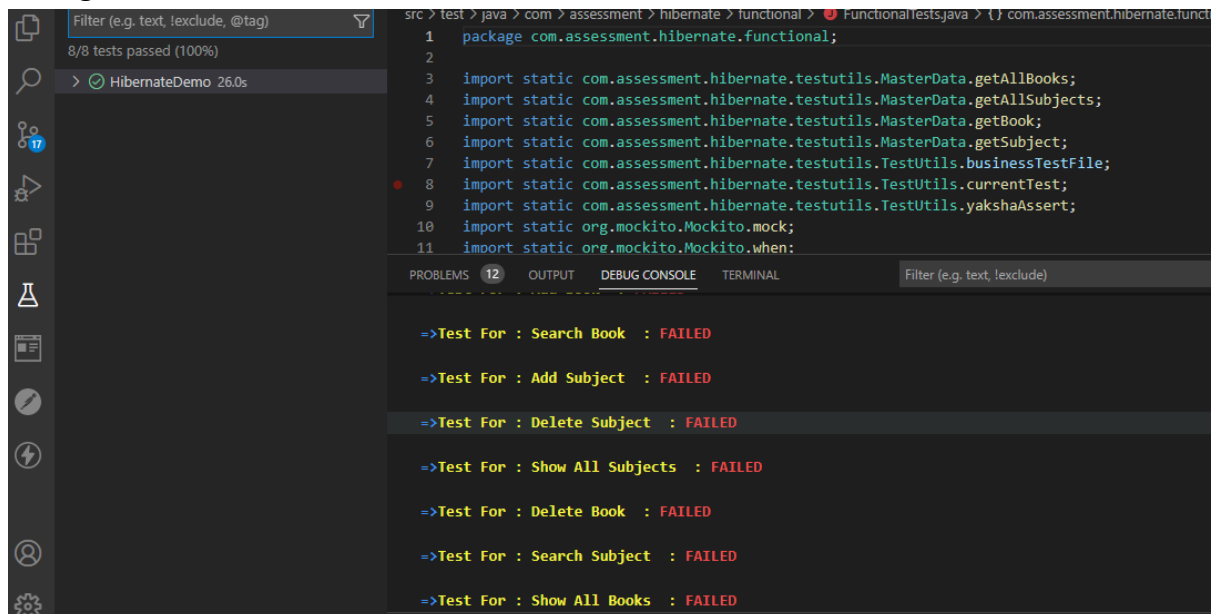 Filter (e.g. text, !exclude, @tag)
8/8 tests passed (100%)
HibernateDemo 26.0s
17
src > test > java > com > assessment > hibernate > functional > FunctionalTests.java > {} com.assessment.hibernate.functi
1 package com.assessment.hibernate.functional;
2
3 import static com.assessment.hibernate.testutils.MasterData.getAllBooks;
4 import static com.assessment.hibernate.testutils.MasterData.getAllSubjects;
5 import static com.assessment.hibernate.testutils.MasterData.getBook;
6 import static com.assessment.hibernate.testutils.MasterData.getSubject;
7 import static com.assessment.hibernate.testutils.TestUtils.businessTestFile;
8 import static com.assessment.hibernate.testutils.TestUtils.currentTest;
9 import static com.assessment.hibernate.testutils.TestUtils.yakshaAssert;
10 import static org.mockito.Mockito.mock;
11 import static org.mockito.Mockito.when;
PROBLEMS 12 OUTPUT DEBUG CONSOLE TERMINAL Filter (e.g. text, !exclude)
=>Test For : Search Book : FAILED
=>Test For : Add Subject : FAILED
=>Test For : Delete Subject : FAILED
=>Test For : Show All Subjects : FAILED
=>Test For : Delete Book : FAILED
=>Test For : Search Subject : FAILED
=>Test For : Show All Books : FAILED